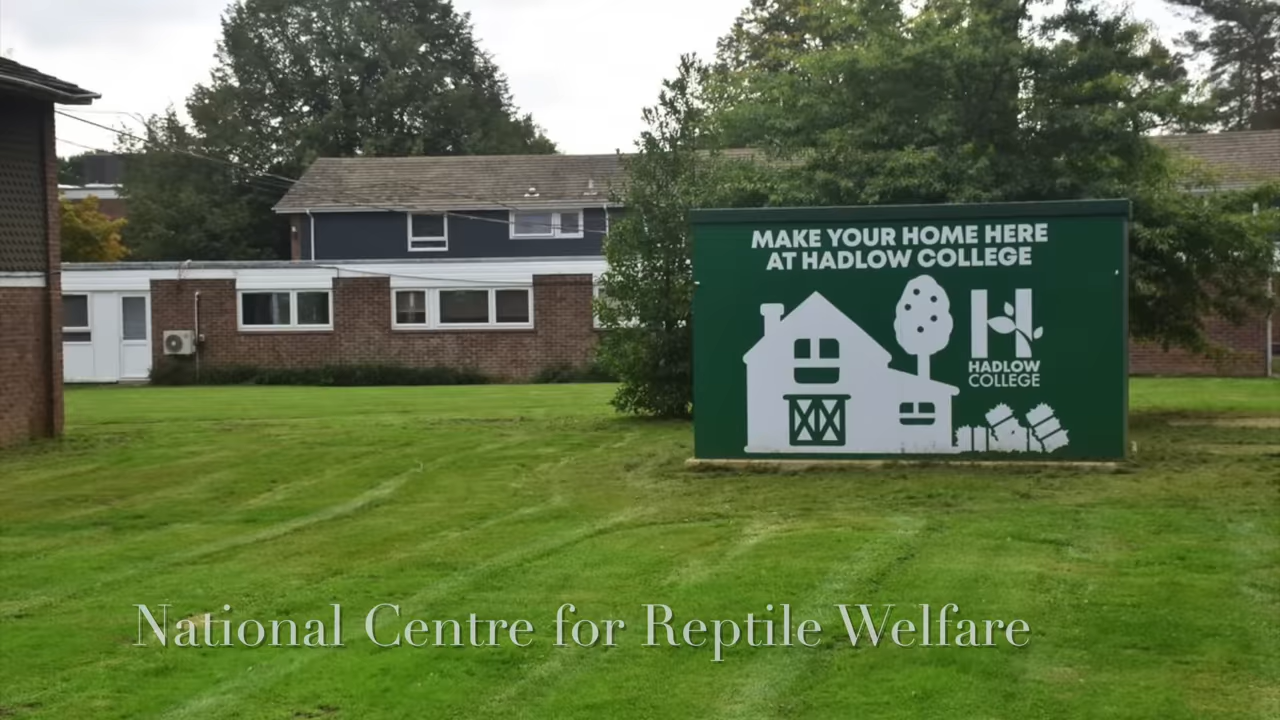 MAKE YOUR HOME HERE
AT HADLOW COLLEGE
HADLOW
COLLEGE
National Centre for Reptile Welfare